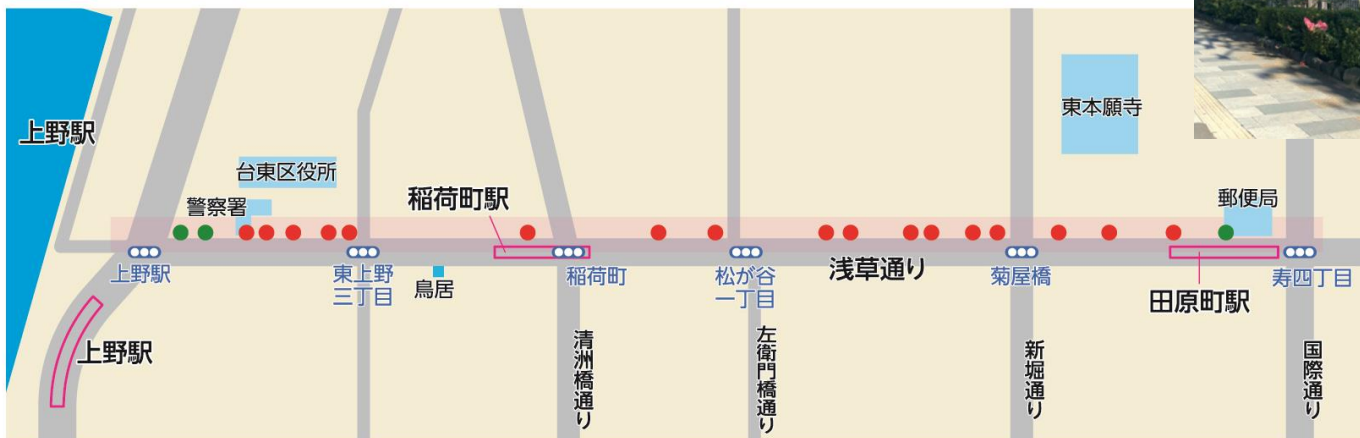 上野駅
台東区役所
警察署
稲荷町駅
東本願寺
郵便局
上野駅
東上野
三丁目
鳥居
稲荷町
松が谷
一丁目
浅草通り
菊屋橋
田原町駅
寿四丁目
上野駅
清洲橋通り
左衛門橋通り
新堀通り
国際通り